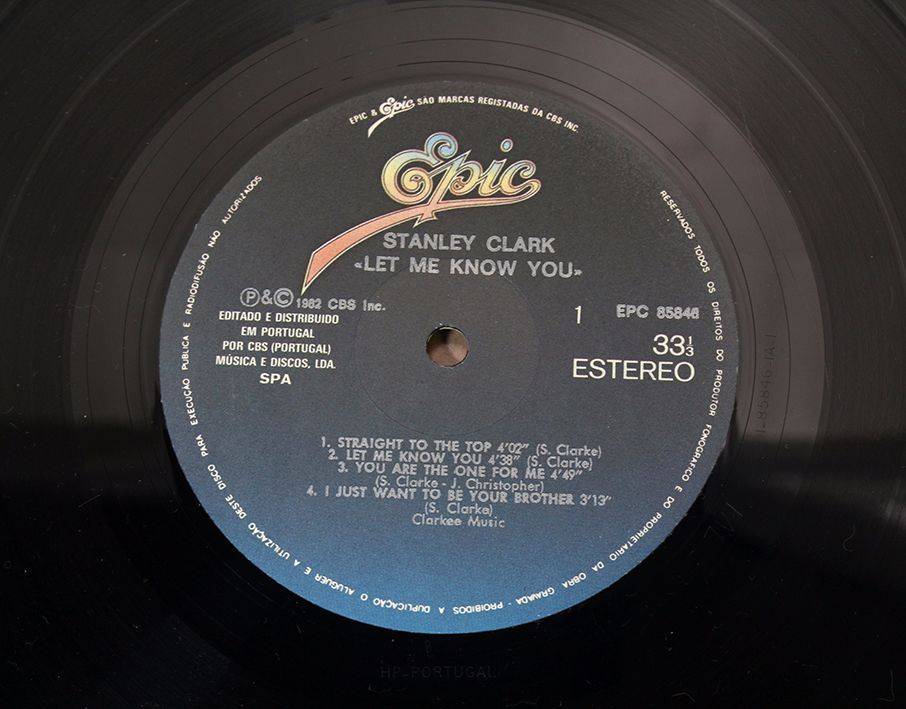 EPIC & Epic SÃO MARCAS REGISTADAS DA CBS INC.
Epic
STANLEY CLARK
«LET ME KNOW YOU»
Ⓟ&© 1982 CBS Inc.
EDITADO E DISTRIBUIDO
EM PORTUGAL
POR CBS (PORTUGAL)
MÚSICA E DISCOS, LDA.
SPA
1 EPC 85846
33⅓
ESTEREO
1. STRAIGHT TO THE TOP 4'02" (S. Clarke)
2. LET ME KNOW YOU 4'38" (S. Clarke)
3. YOU ARE THE ONE FOR ME 4'49"
(S. Clarke - J. Christopher)
4. I JUST WANT TO BE YOUR BROTHER 3'13"
(S. Clarke)
Clarkee Music
RESERVADOS TODOS OS DIREITOS DO PRODUTOR FONOGRAFICO E DO PROPRIETARIO DA OBRA GRAVADA - PROIBIDOS A DUPLICAÇÃO O ALUGUER E A UTILIZAÇÃO DESTE DISCO PARA EXECUÇÃO PUBLICA E RADIODIFUSÃO NÃO AUTORIZADOS
HP-PORTUGAL